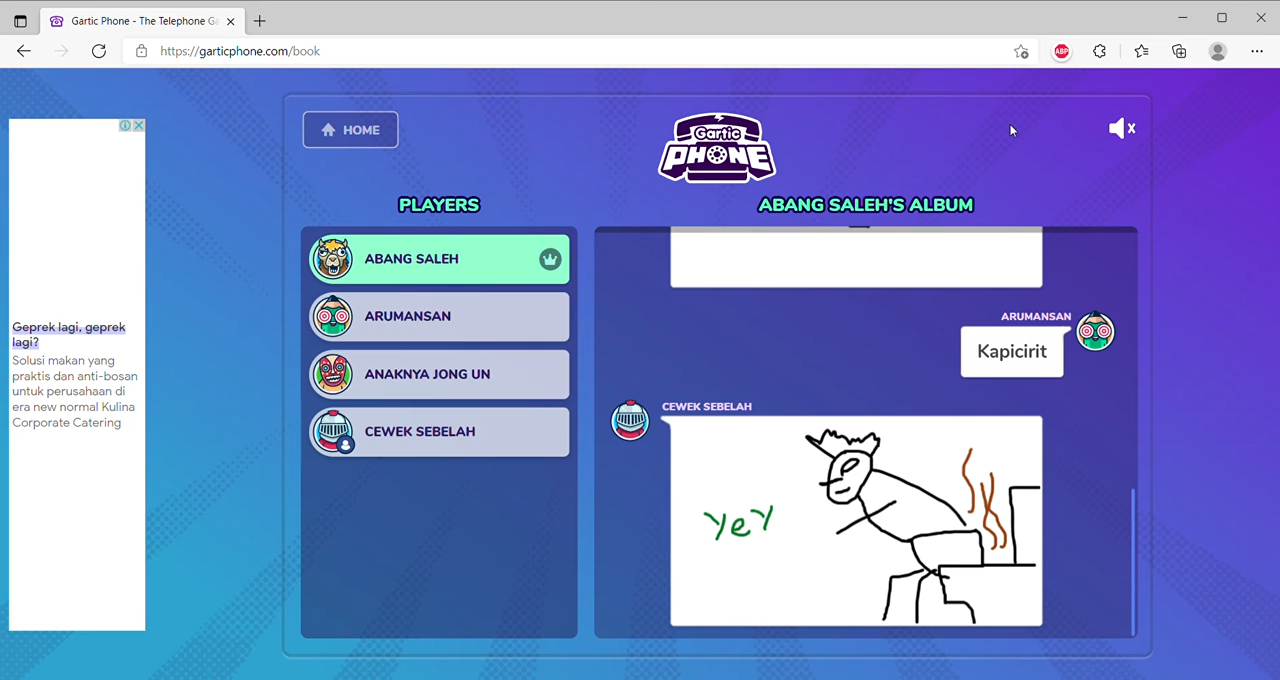 Gartic Phone - The Telephone Ga
https://garticphone.com/book
ABP
HOME
Gartic
PHONE
PLAYERS
ABANG SALEH
ARUMANSAN
ANAKNYA JONG UN
CEWEK SEBELAH
ABANG SALEH'S ALBUM
ARUMANSAN
Kapicirit
CEWEK SEBELAH
yey
Geprek lagi, geprek
lagi?
Solusi makan yang
praktis dan anti-bosan
untuk perusahaan di
era new normal Kulina
Corporate Catering